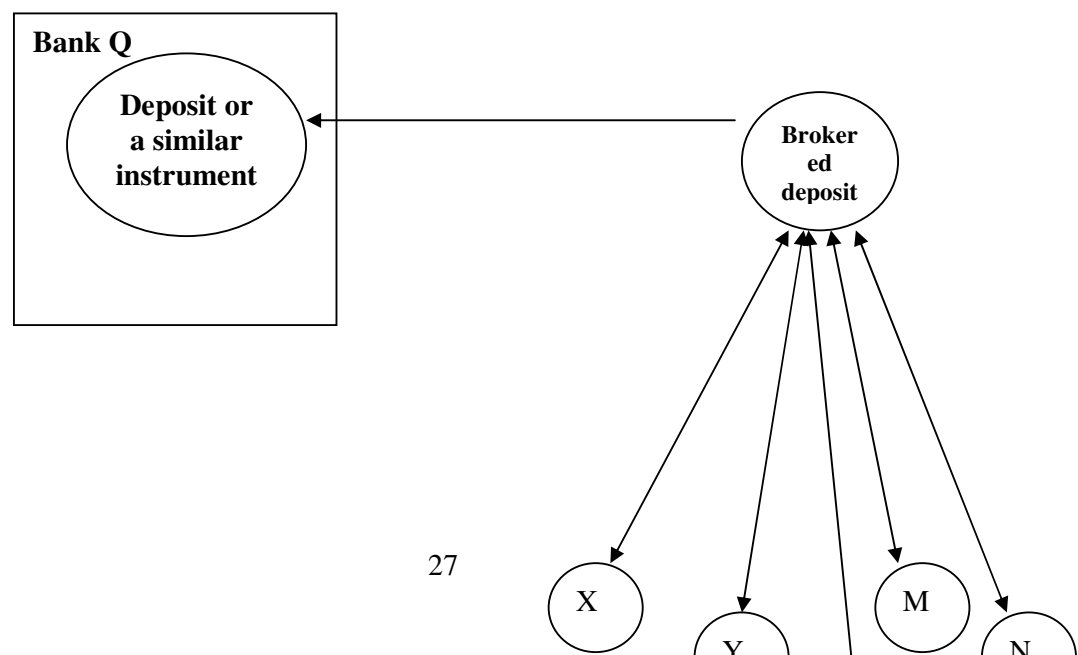 Bank Q
Deposit or
a similar
instrument
Broker
ed
deposit
27
X
M
Y
N